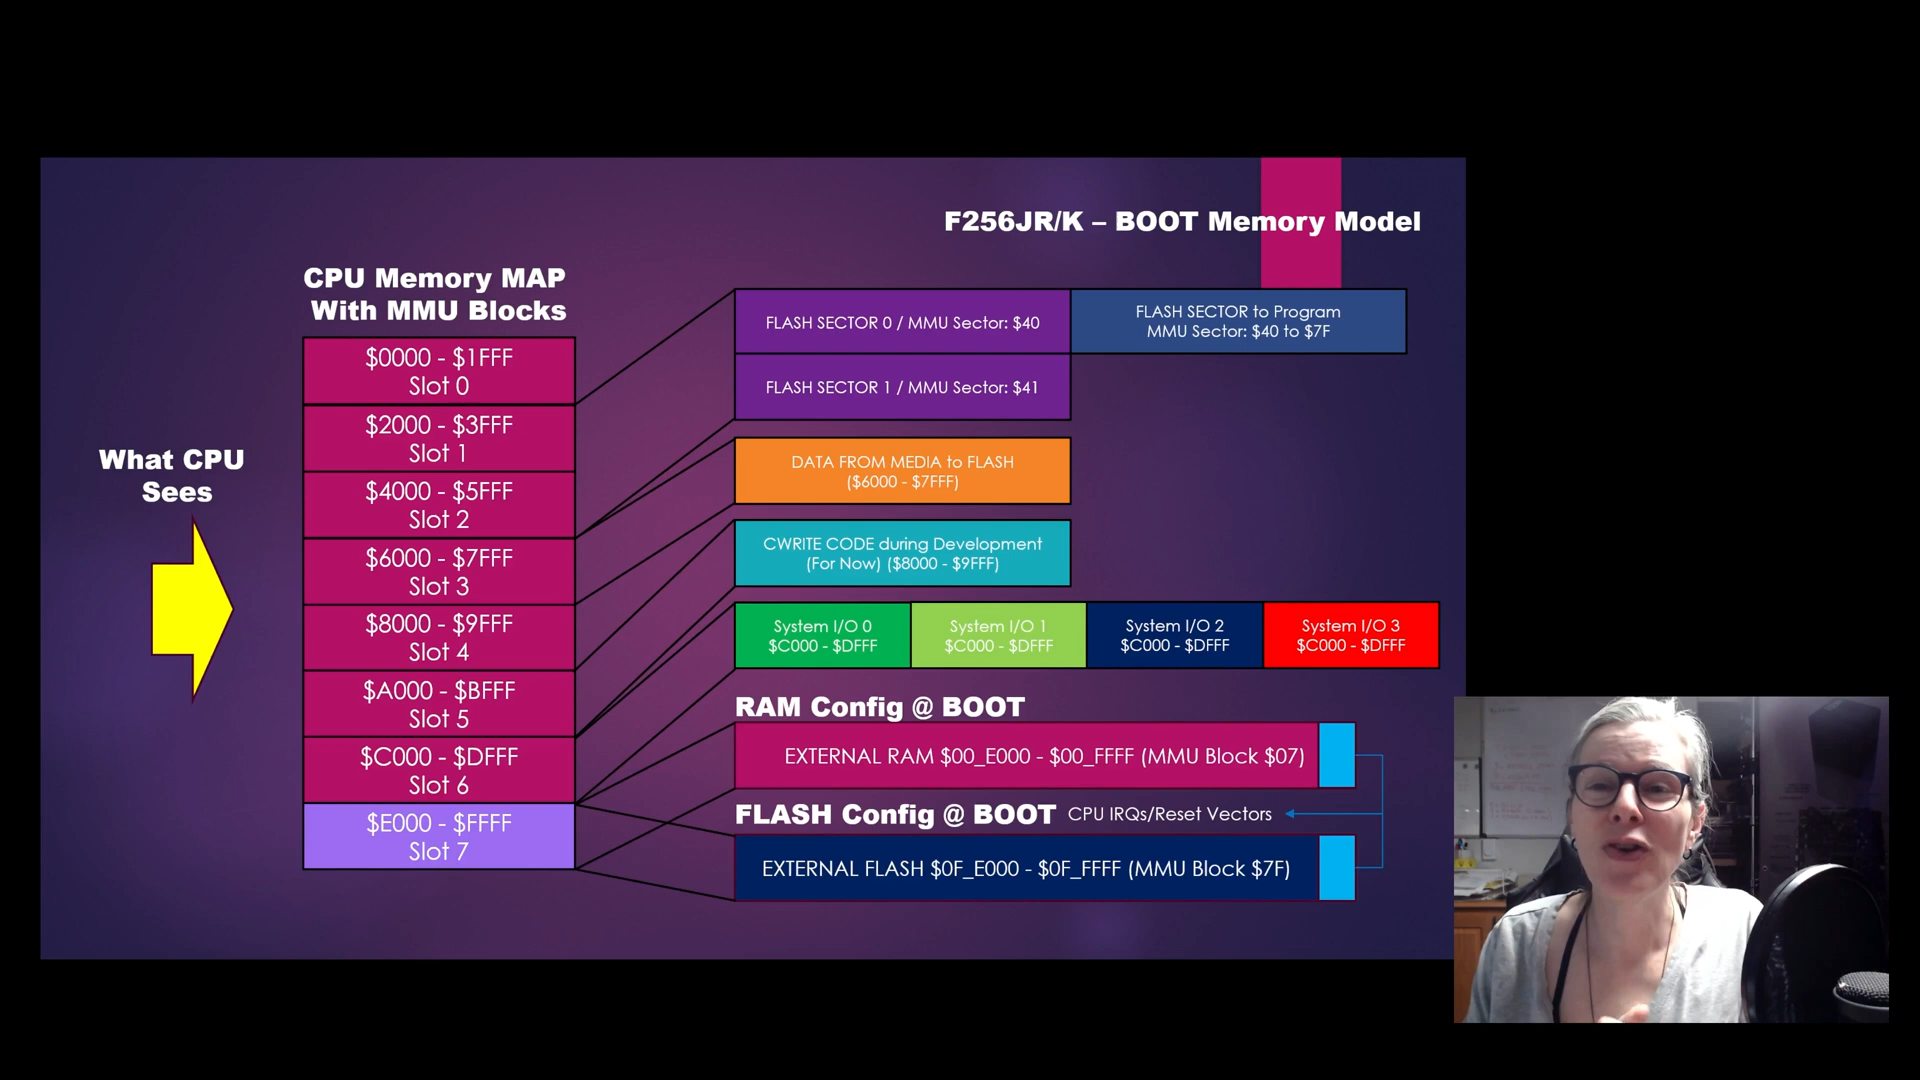 F256JR/K – BOOT Memory Model
CPU Memory MAP
With MMU Blocks
What CPU
Sees
$0000 - $1FFF
Slot 0
$2000 - $3FFF
Slot 1
$4000 - $5FFF
Slot 2
$6000 - $7FFF
Slot 3
$8000 - $9FFF
Slot 4
$A000 - $BFFF
Slot 5
$C000 - $DFFF
Slot 6
$E000 - $FFFF
Slot 7
FLASH SECTOR 0 / MMU Sector: $40
FLASH SECTOR to Program
MMU Sector: $40 to $7F
FLASH SECTOR 1 / MMU Sector: $41
DATA FROM MEDIA to FLASH
($6000 - $7FFF)
CWRITE CODE during Development
(For Now) ($8000 - $9FFF)
System I/O 0
$C000 - $DFFF
System I/O 1
$C000 - $DFFF
System I/O 2
$C000 - $DFFF
System I/O 3
$C000 - $DFFF
RAM Config @ BOOT
EXTERNAL RAM $00_E000 - $00_FFFF (MMU Block $07)
FLASH Config @ BOOT
CPU IRQs/Reset Vectors
EXTERNAL FLASH $0F_E000 - $0F_FFFF (MMU Block $7F)